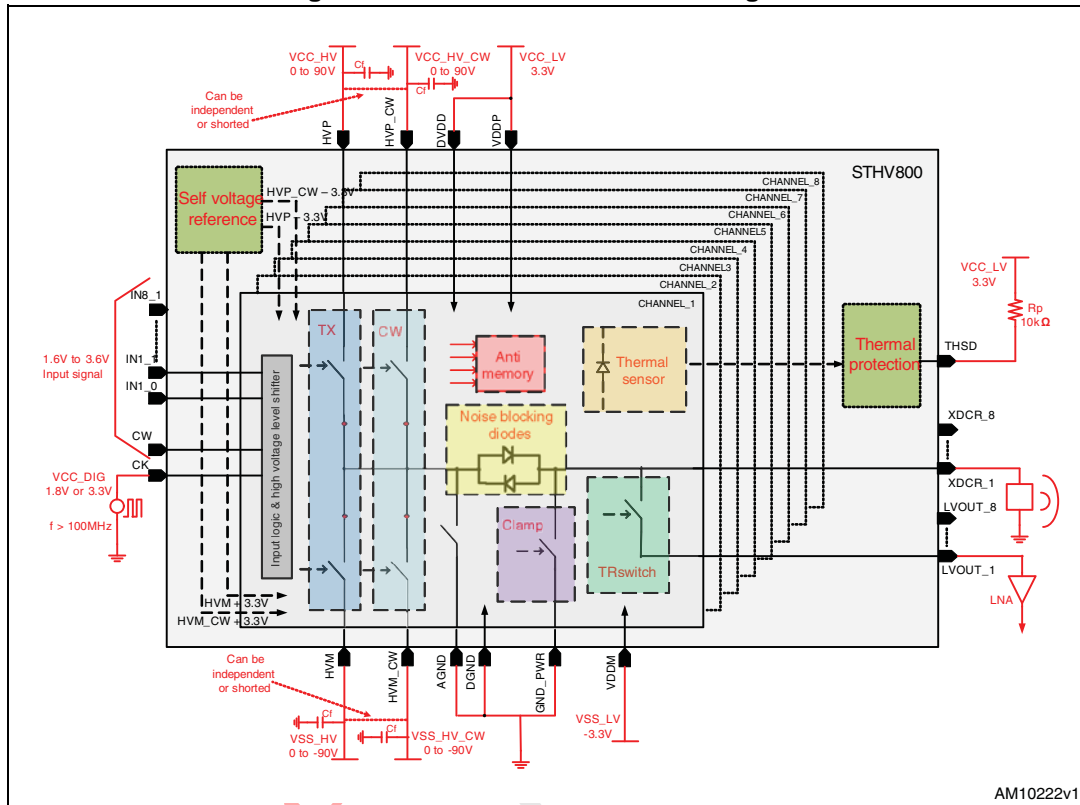 VCC_HV
0 to 90V
VCC_HV_CW
0 to 90V
VCC_LV
3.3V
Cf
Cf
Can be
independent
or shorted
HVP
HVP_CW
DVDD
VDDP
STHV800
Self voltage
reference
HVP_CW – 3.3V
HVP – 3.3V
CHANNEL_8
CHANNEL_7
CHANNEL_6
CHANNEL5
CHANNEL_4
CHANNEL3
CHANNEL_2
CHANNEL_1
VCC_LV
3.3V
Rp
10kΩ
IN8_1
1.6V to 3.6V
Input signal
IN1_1
IN1_0
CW
CK
VCC_DIG
1.8V or 3.3V
f > 100MHz
Input logic & high voltage level shifter
TX
CW
Anti
memory
Thermal
sensor
Thermal
protection
THSD
Noise blocking
diodes
Clamp
TRswitch
XDCR_8
XDCR_1
LVOUT_8
LVOUT_1
LNA
HVM + 3.3V
HVM_CW + 3.3V
HVM
HVM_CW
AGND
DGND
GND_PWR
VDDM
Can be
independent
or shorted
Cf
Cf
VSS_HV
0 to -90V
VSS_HV_CW
0 to -90V
VSS_LV
-3.3V
AM10222v1